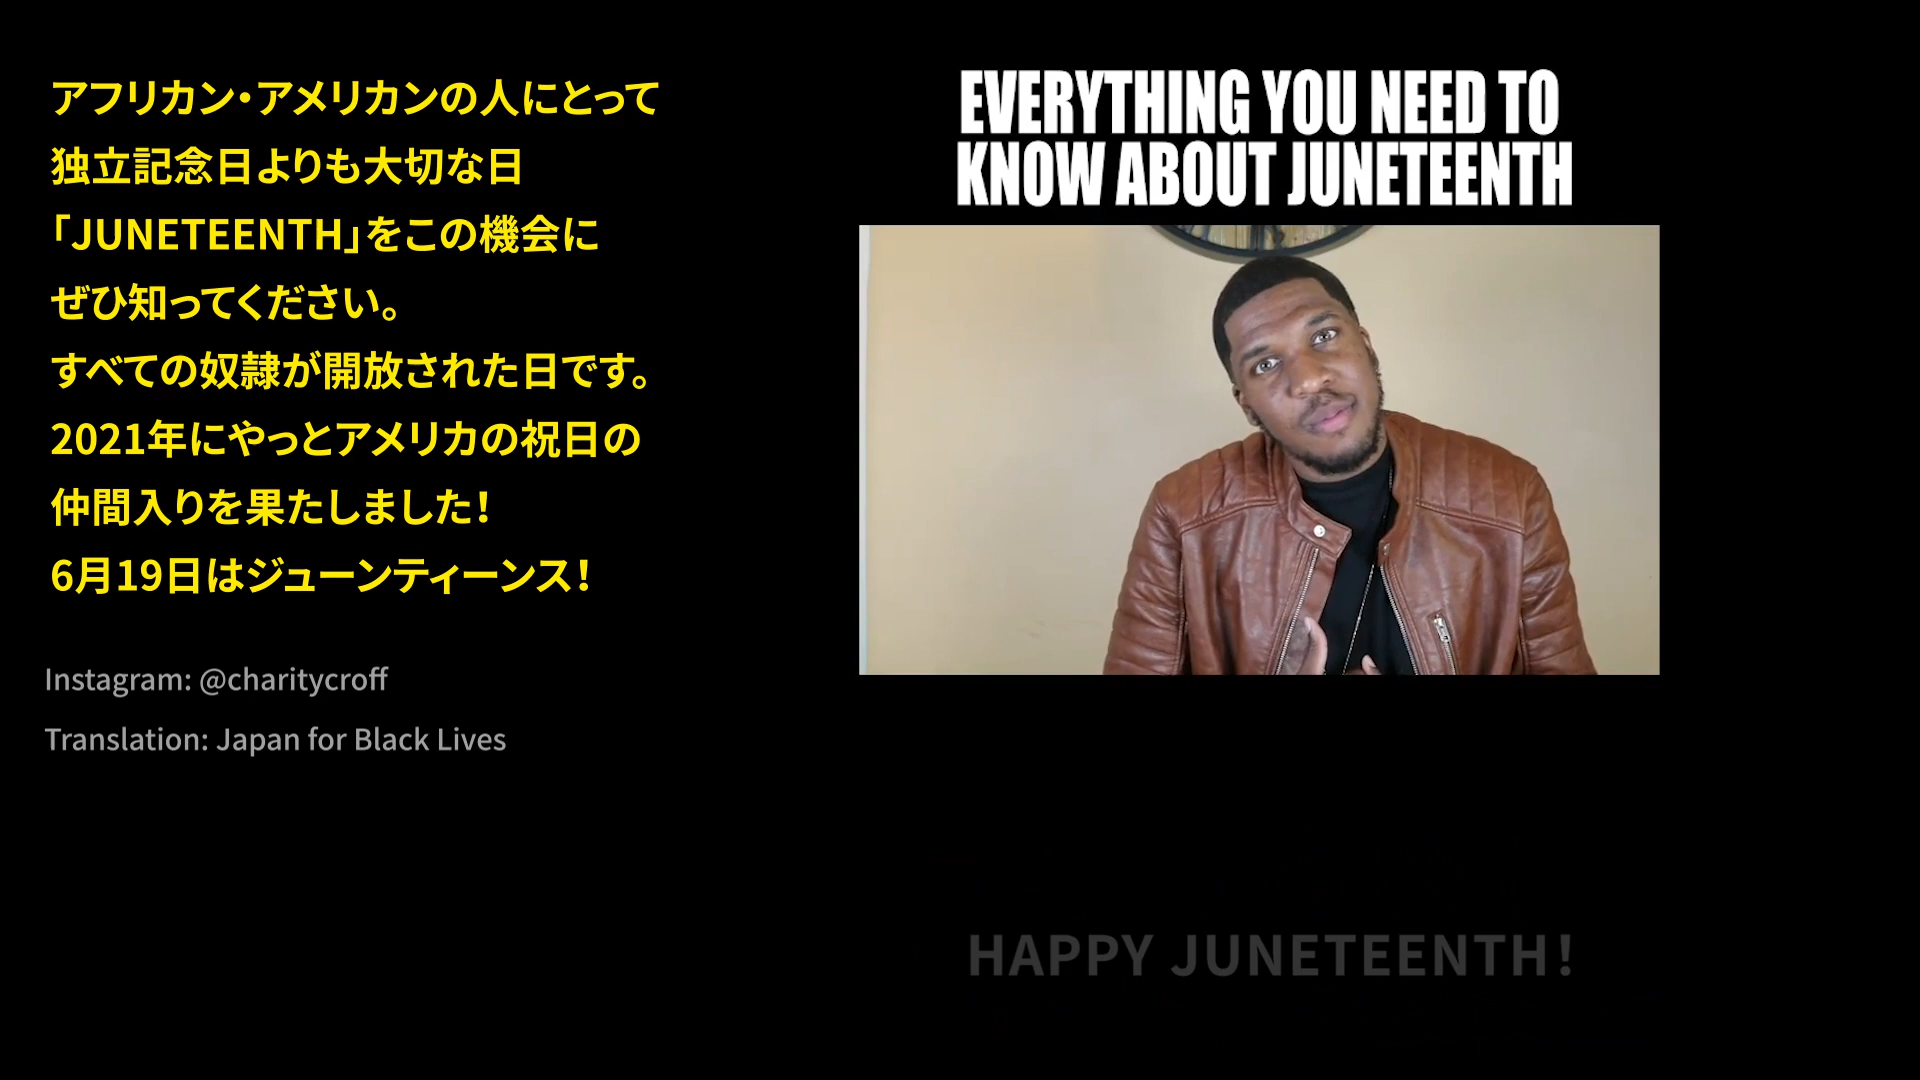 アフリカン・アメリカンの人にとって
独立記念日よりも大切な日
「JUNETEENTH」をこの機会に
ぜひ知ってください。
すべての奴隷が開放された日です。
2021年にやっとアメリカの祝日の
仲間入りを果たしました！
6月19日はジューンティーンス！
Instagram: @charitycroff
Translation: Japan for Black Lives
EVERYTHING YOU NEED TO
KNOW ABOUT JUNETEENTH
HAPPY JUNETEENTH!